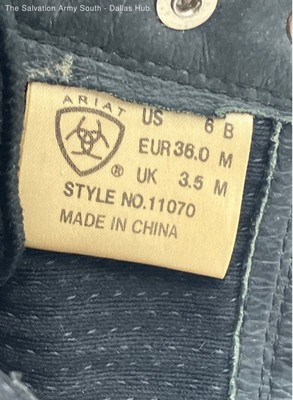 The Salvation Army South - Dallas Hub
ARIAT
US 6 B
EUR 36.0 M
®
UK 3.5 M
STYLE NO.11070
MADE IN CHINA